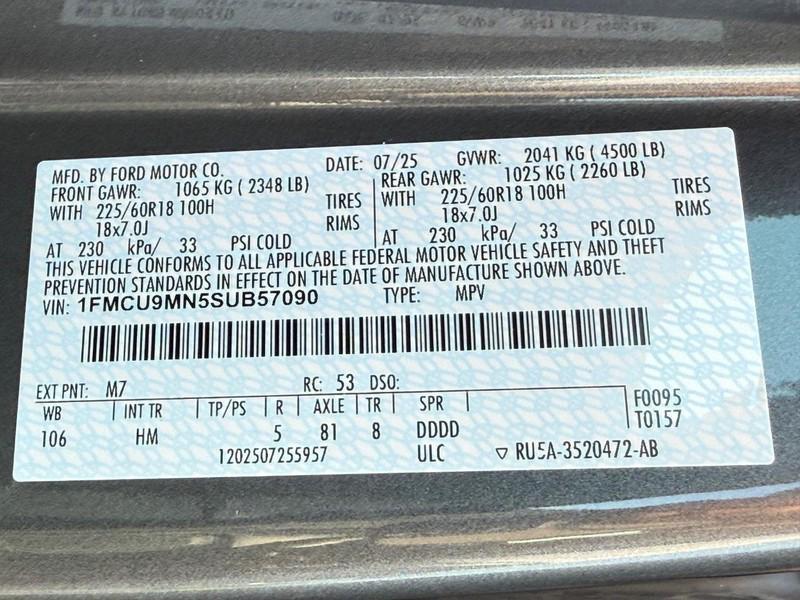 MFD. BY FORD MOTOR CO. DATE: 07/25 GVWR: 2041 KG ( 4500 LB)
FRONT GAWR: 1065 KG ( 2348 LB) REAR GAWR: 1025 KG ( 2260 LB)
WITH 225/60R18 100H TIRES WITH 225/60R18 100H TIRES
18x7.0J RIMS 18x7.0J RIMS
AT 230 kPa/ 33 PSI COLD AT 230 kPa/ 33 PSI COLD
THIS VEHICLE CONFORMS TO ALL APPLICABLE FEDERAL MOTOR VEHICLE SAFETY AND THEFT
PREVENTION STANDARDS IN EFFECT ON THE DATE OF MANUFACTURE SHOWN ABOVE.
VIN: 1FMCU9MN5SUB57090 TYPE: MPV
EXT PNT: M7 RC: 53 DSO:
WB INT TR TP/PS R AXLE TR SPR F0095
106 HM 5 81 8 DDDD T0157
1202507255957 ULC RU5A-3520472-AB